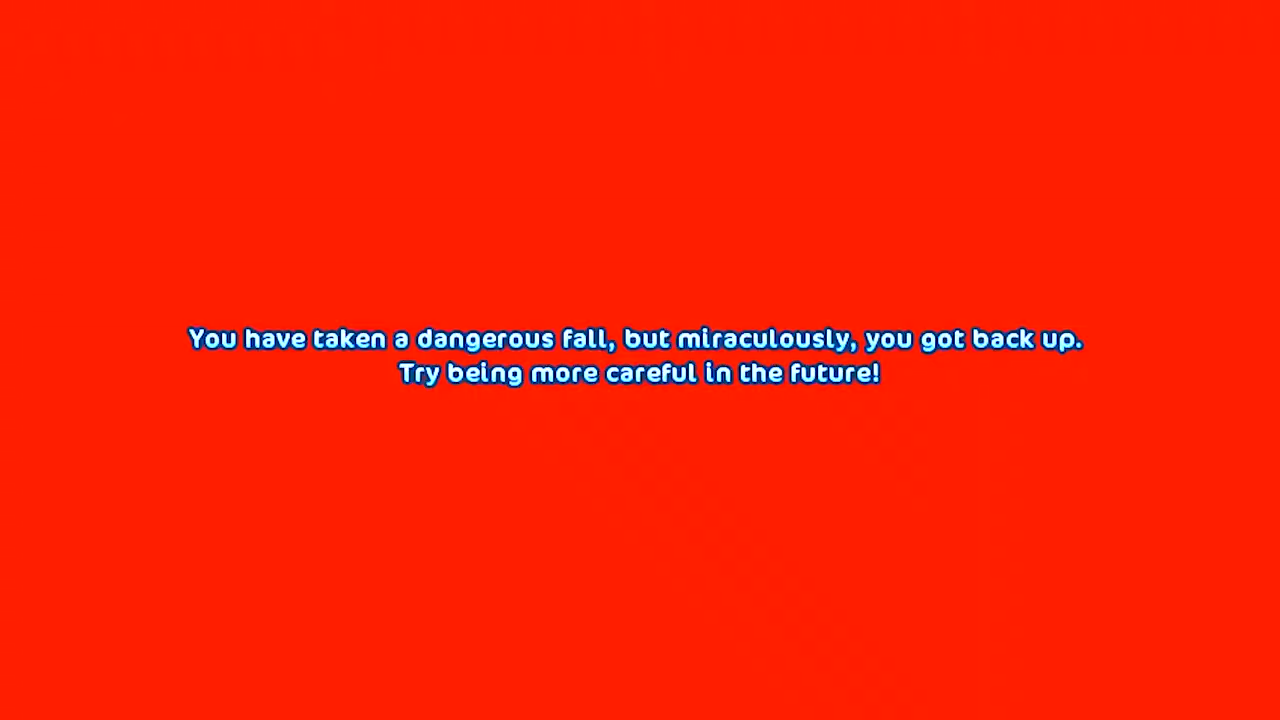 You have taken a dangerous fall, but miraculously, you got back up.
Try being more careful in the future!